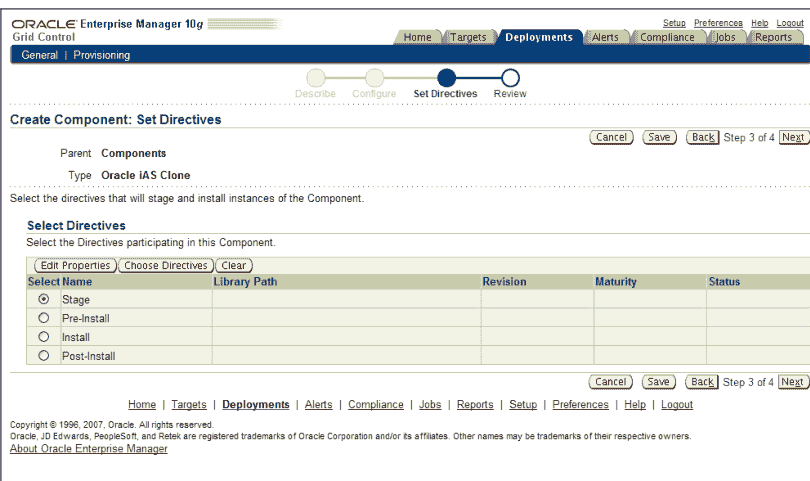 ORACLE Enterprise Manager 10g
Grid Control
Setup Preferences Help Logout
Home Targets Deployments Alerts Compliance Jobs Reports
General | Provisioning
Describe Configure Set Directives Review
Create Component: Set Directives
Cancel Save Back Step 3 of 4 Next
Parent Components
Type Oracle iAS Clone
Select the directives that will stage and install instances of the Component.
Select Directives
Select the Directives participating in this Component.
Edit Properties Choose Directives Clear
Select Name Library Path Revision Maturity Status
Stage
Pre-Install
Install
Post-Install
Cancel Save Back Step 3 of 4 Next
Home | Targets | Deployments | Alerts | Compliance | Jobs | Reports | Setup | Preferences | Help | Logout
Copyright © 1996, 2007, Oracle. All rights reserved.
Oracle, JD Edwards, PeopleSoft, and Retek are registered trademarks of Oracle Corporation and/or its affiliates. Other names may be trademarks of their respective owners.
About Oracle Enterprise Manager